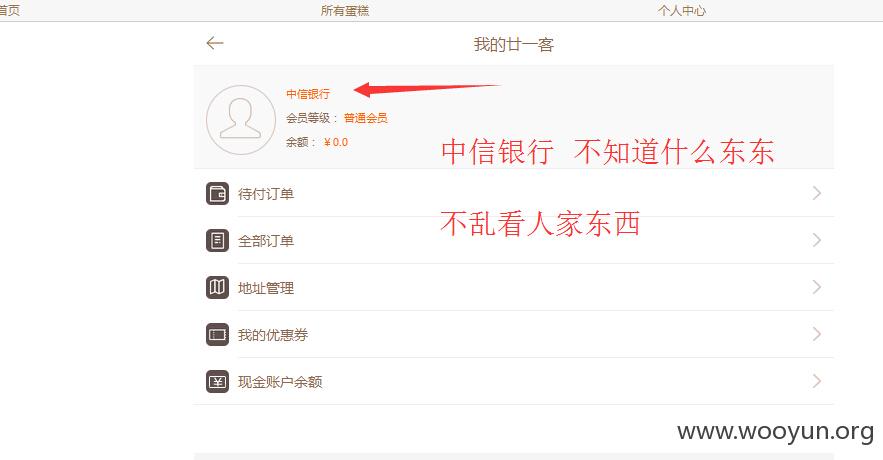 首页 所有蛋糕 个人中心
我的廿一客
中信银行
会员等级： 普通会员
余额： ￥0.0
中信银行 不知道什么东东
待付订单
不乱看人家东西
全部订单
地址管理
我的优惠券
现金账户余额
www.wooyun.org